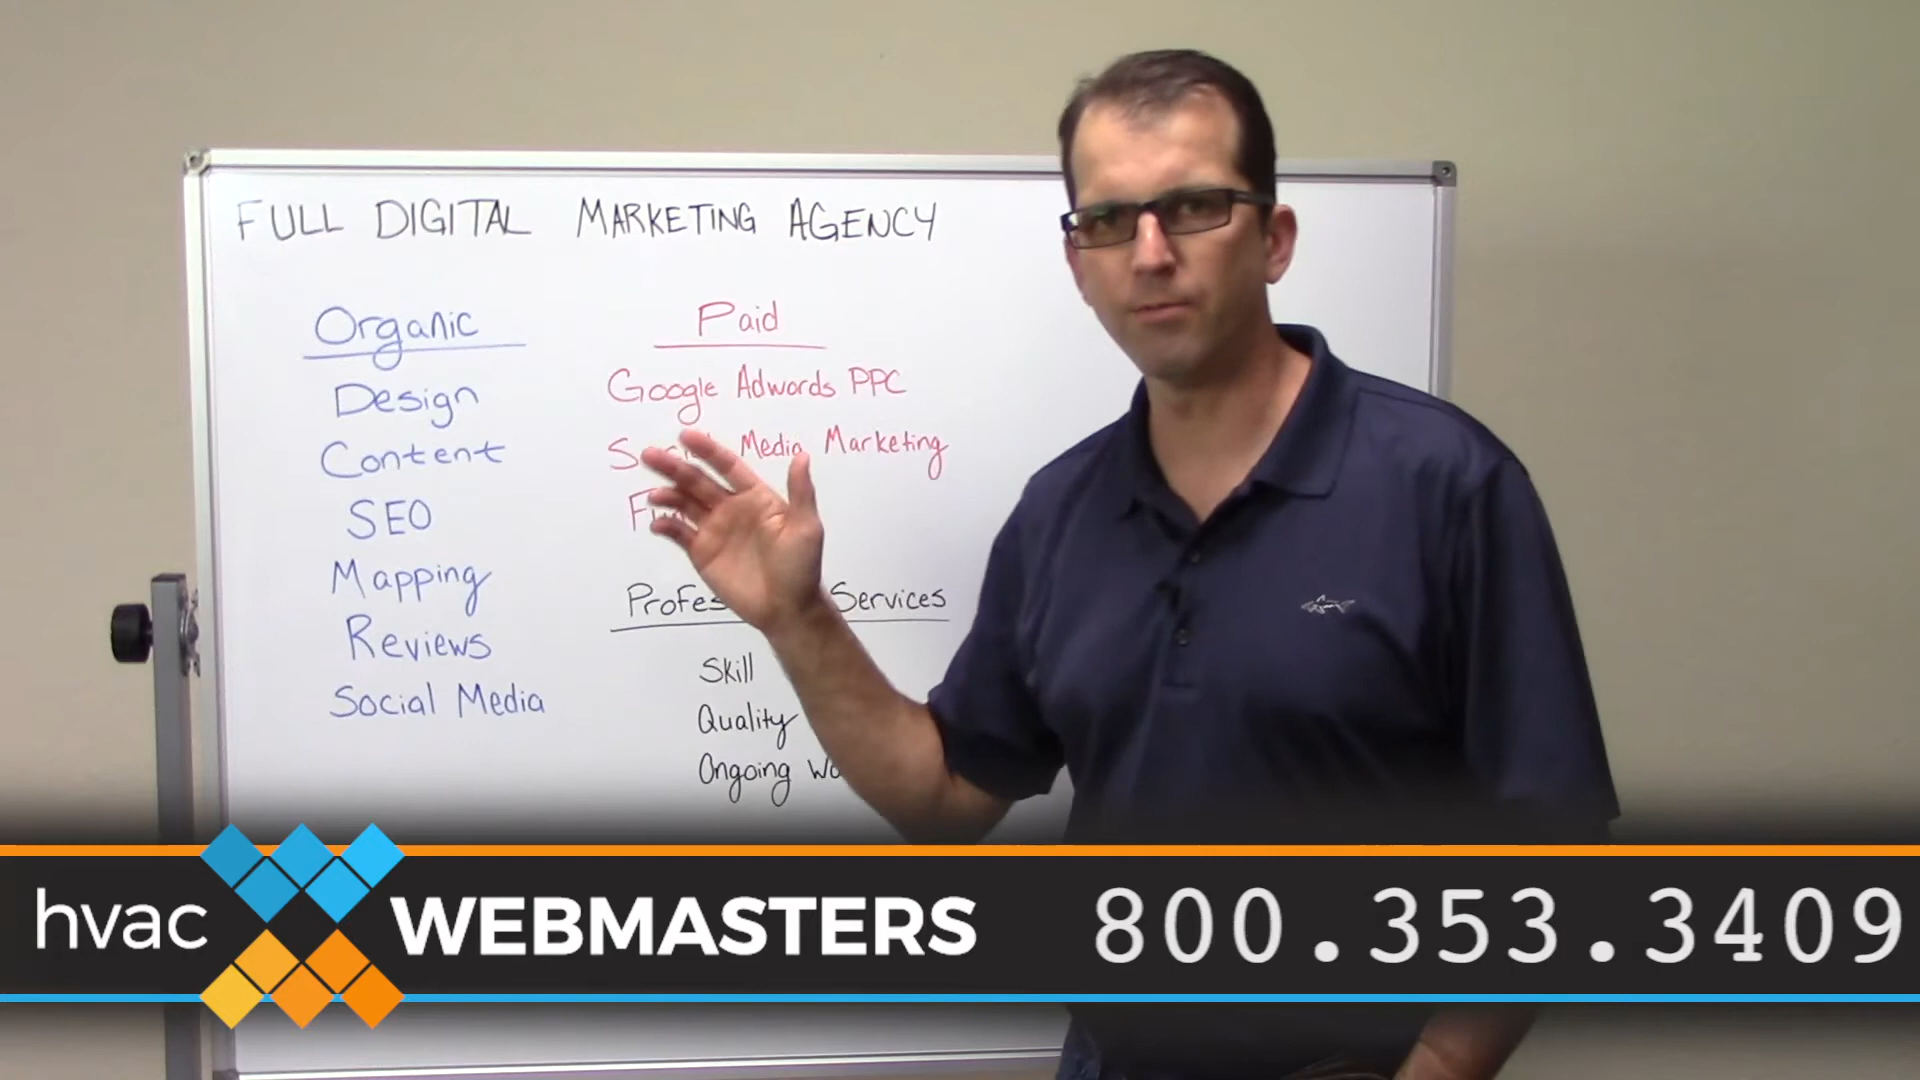 FULL DIGITAL MARKETING AGENCY
Organic
Design
Content
SEO
Mapping
Reviews
Social Media
Paid
Google Adwords PPC
Media Marketing
Services
Skill
Quality
Ongoing
hvac WEBMASTERS
800.353.3409